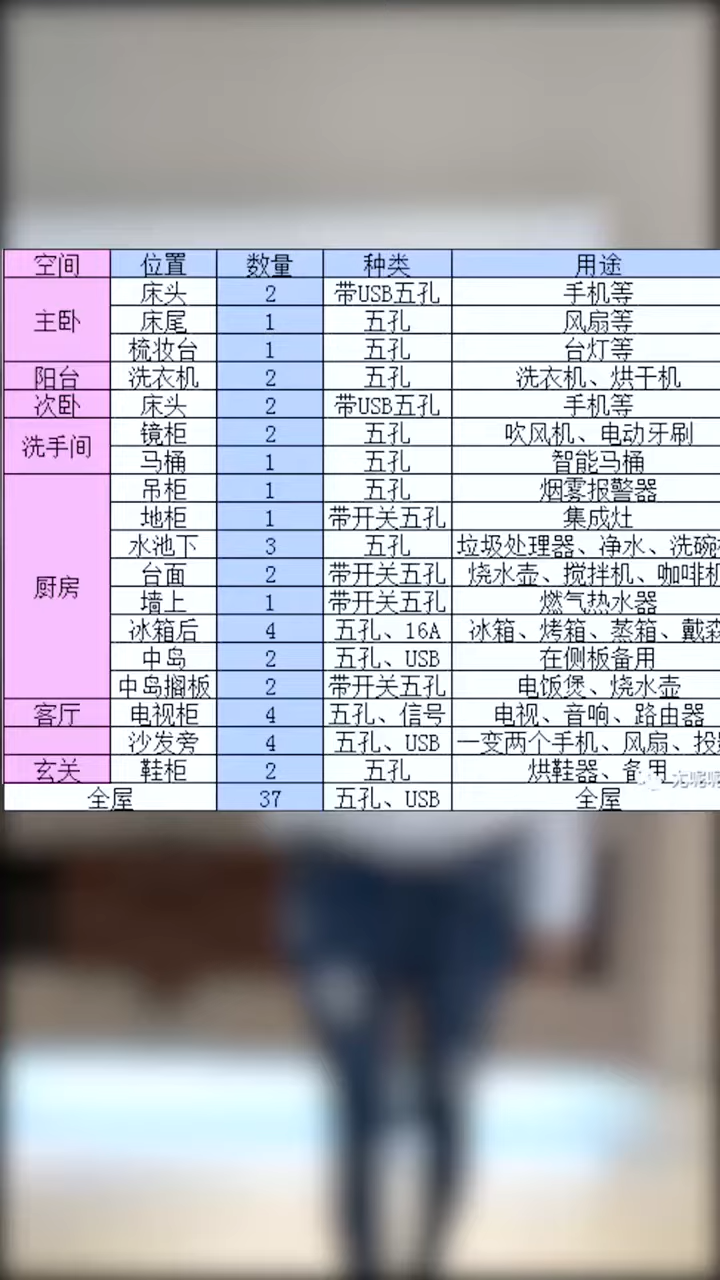 空间 位置 数量 种类 用途
主卧 床头 2 带USB五孔 手机等
床尾 1 五孔 风扇等
梳妆台 1 五孔 台灯等
阳台 洗衣机 2 五孔 洗衣机、烘干机
次卧 床头 2 带USB五孔 手机等
洗手间 镜柜 2 五孔 吹风机、电动牙刷
马桶 1 五孔 智能马桶
厨房 吊柜 1 五孔 烟雾报警器
地柜 1 带开关五孔 集成灶
水池下 3 五孔 垃圾处理器、净水、洗碗
台面 2 带开关五孔 烧水壶、搅拌机、咖啡机
墙上 1 带开关五孔 燃气热水器
冰箱后 4 五孔、16A 冰箱、烤箱、蒸箱、戴森
中岛 2 五孔、USB 在侧板备用
中岛搁板 2 带开关五孔 电饭煲、烧水壶
客厅 电视柜 4 五孔、信号 电视、音响、路由器
沙发旁 4 五孔、USB 一变两个手机、风扇、投影
玄关 鞋柜 2 五孔 烘鞋器、备用
全屋 37 五孔、USB 全屋
尤呢呢